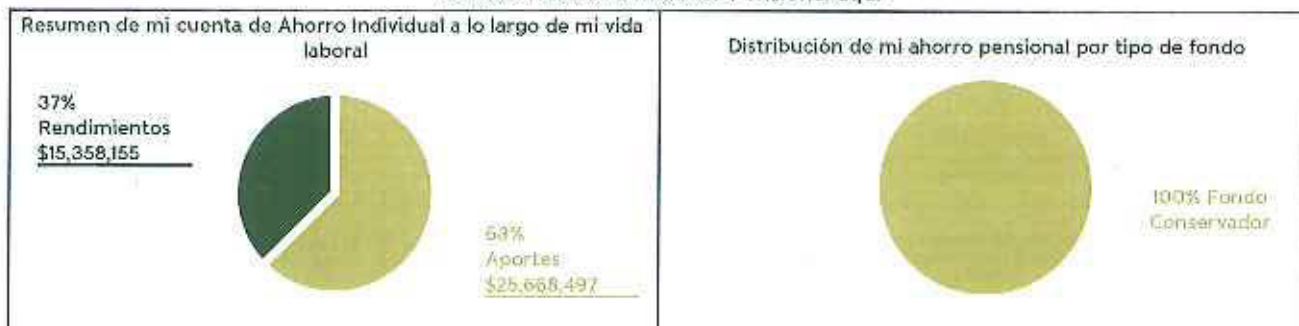 Resumen de mi cuenta de Ahorro Individual a lo largo de mi vida
laboral
37%
Rendimientos
$15,358,155
63%
Aportes
$25,668,497
Distribución de mi ahorro pensional por tipo de fondo
100% Fondo
Conservador